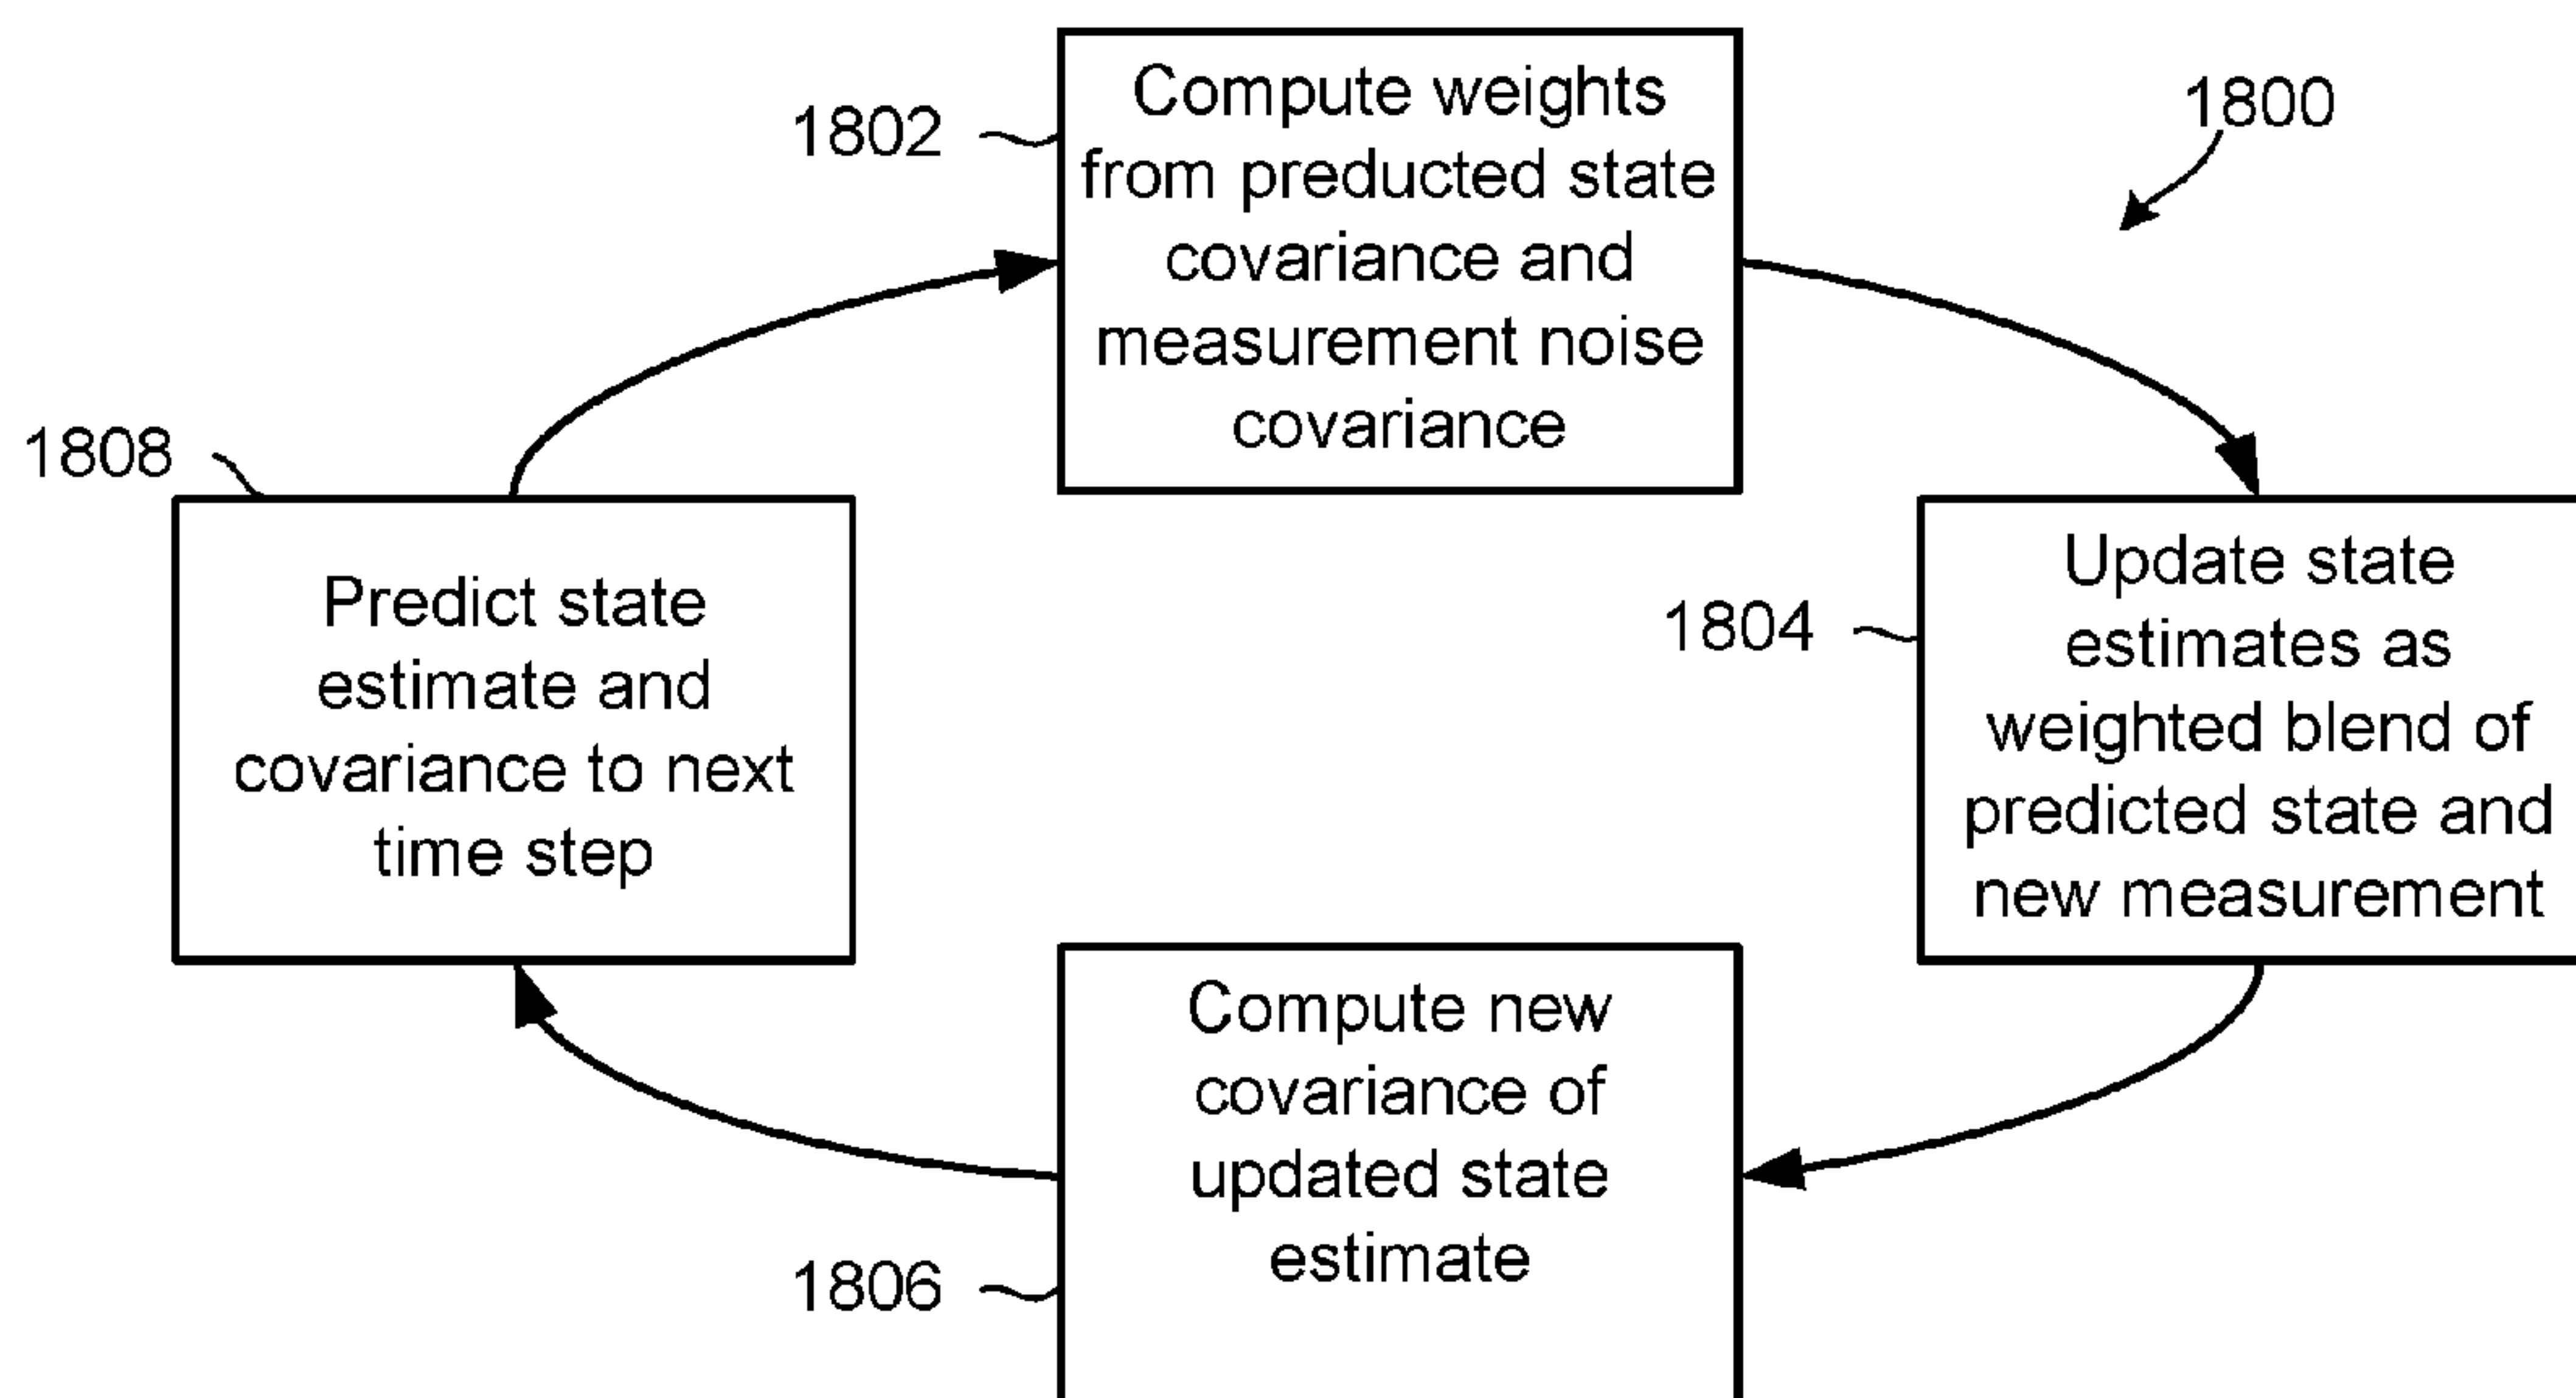 1800
1802
Compute weights
from preducted state
covariance and
measurement noise
covariance
1804
Update state
estimates as
weighted blend of
predicted state and
new measurement
1806
Compute new
covariance of
updated state
estimate
1808
Predict state
estimate and
covariance to next
time step